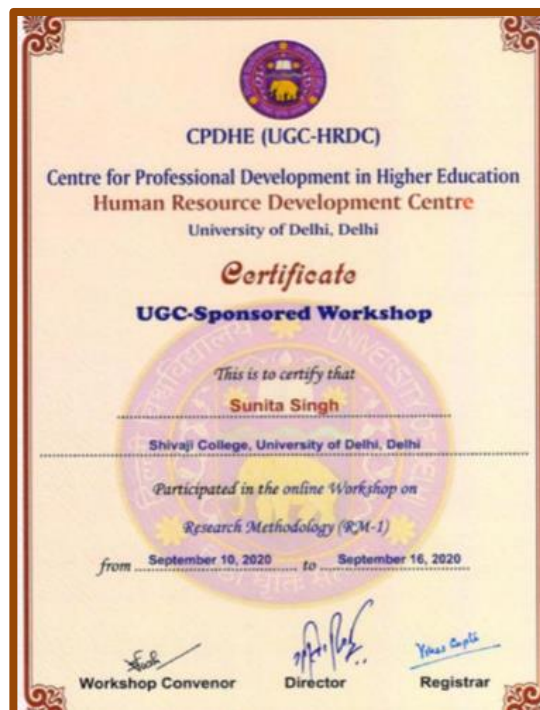 CPDHE (UGC-HRDC)
Centre for Professional Development in Higher Education
Human Resource Development Centre
University of Delhi, Delhi
Certificate
UGC-Sponsored Workshop
This is to certify that
Sunita Singh
Shivaji College, University of Delhi, Delhi
Participated in the online Workshop on
Research Methodology (RM-1)
from September 10, 2020 to September 16, 2020
Workshop Convenor Director Registrar